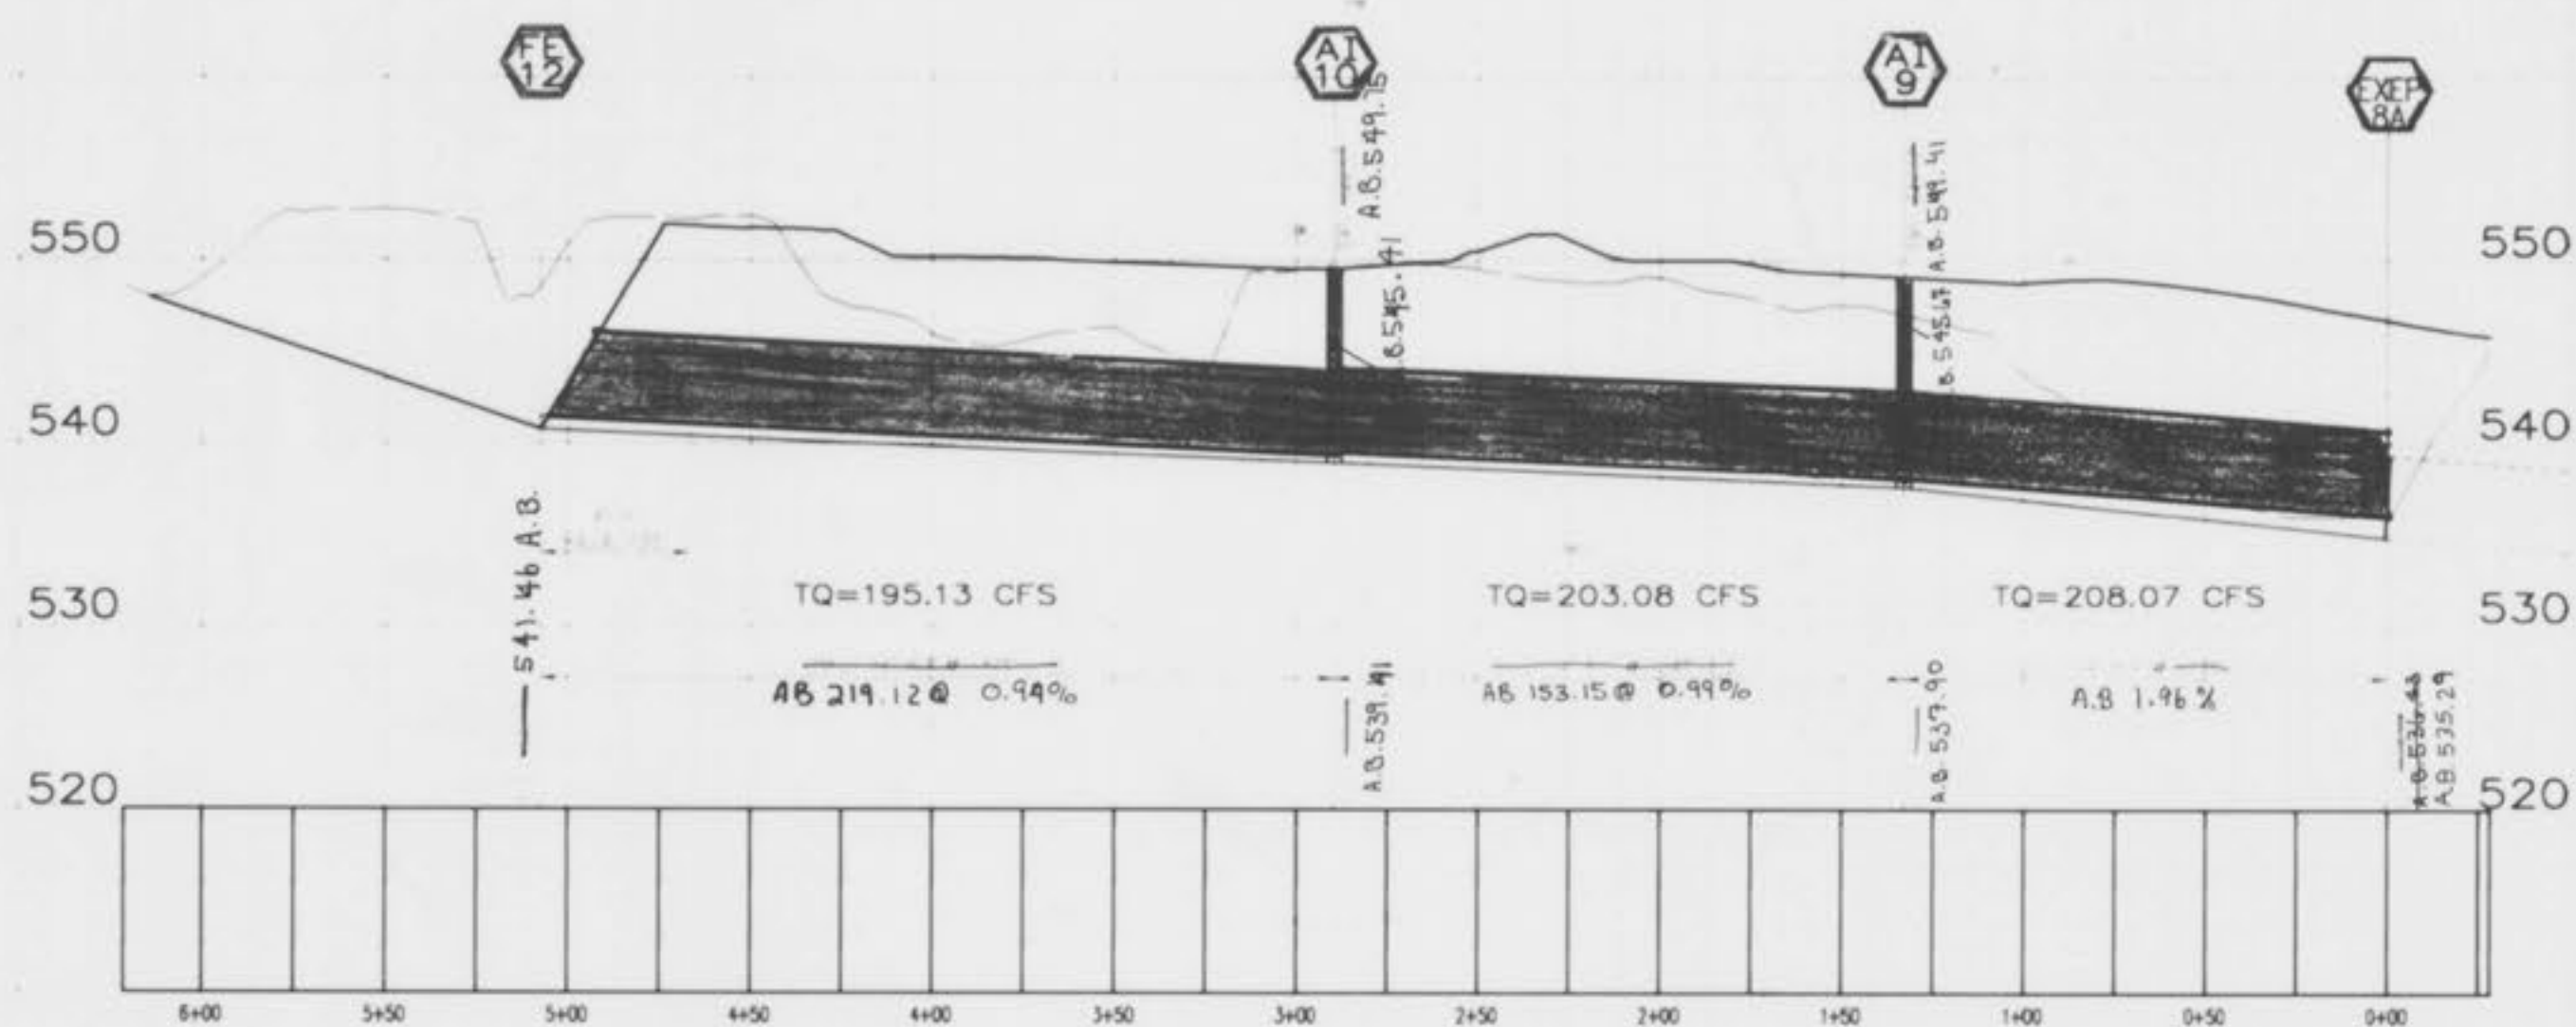 FE
12
AI
10
AI
9
EXEP
8A
A.B. 549.75
A.B. 549.41
550
550
B. 545.41
B. 545.67
540
540
541.46 A.B.
530
TQ=195.13 CFS
TQ=203.08 CFS
TQ=208.07 CFS
530
AB 219.12@ 0.94%
A.B. 539.41
AB 153.15@ 0.99%
A.B. 537.90
A.B 1.96%
A.B 535.29
520
520
6+00
5+50
5+00
4+50
4+00
3+50
3+00
2+50
2+00
1+50
1+00
0+50
0+00